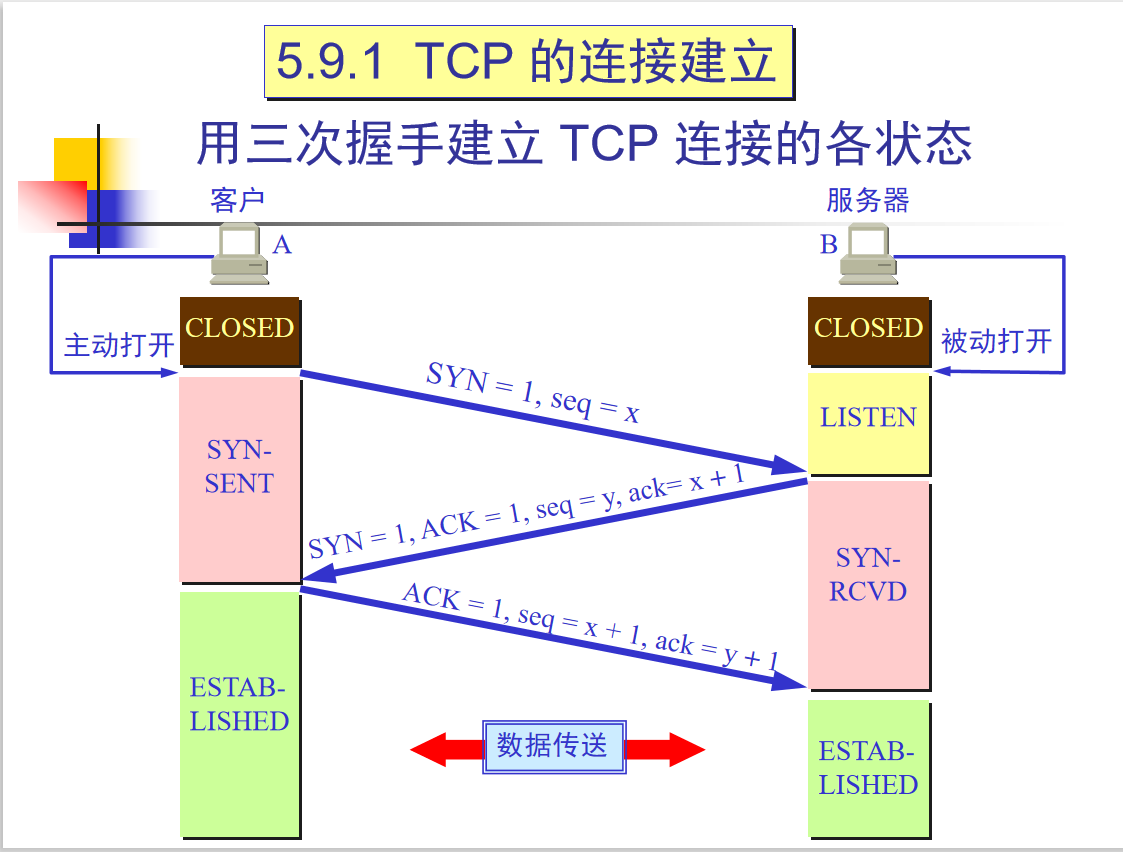 5.9.1 TCP 的连接建立
用三次握手建立 TCP 连接的各状态
客户
服务器
A
B
CLOSED
CLOSED
主动打开
被动打开
SYN = 1, seq = x
LISTEN
SYN-
SENT
SYN = 1, ACK = 1, seq = y, ack= x + 1
SYN-
RCVD
ACK = 1, seq = x + 1, ack = y + 1
ESTAB-
LISHED
数据传送
ESTAB-
LISHED